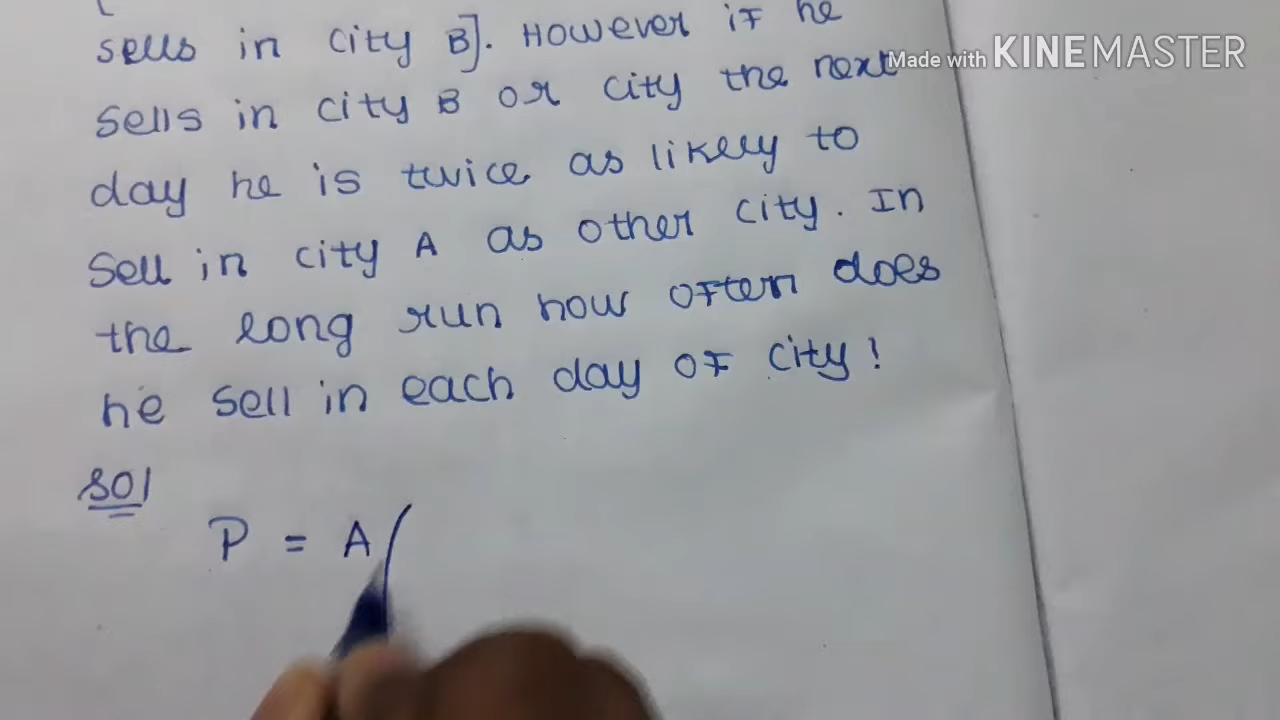 sells in city B]. However if he
Made with KINEMASTER
sells in city B or city the next
day he is twice as likely to
sell in city A as other city. In
the long run how often does
he sell in each day of city!
Sol
P = A(